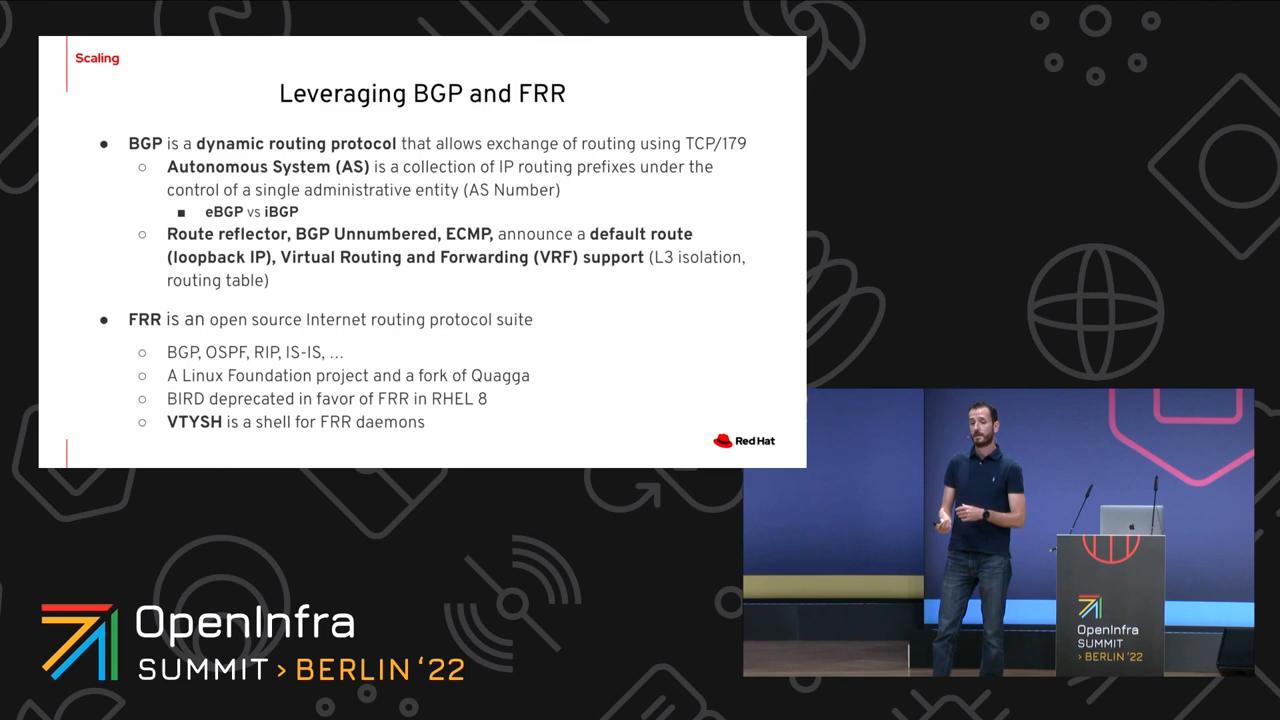 Scaling
Leveraging BGP and FRR
● BGP is a dynamic routing protocol that allows exchange of routing using TCP/179
○ Autonomous System (AS) is a collection of IP routing prefixes under the
control of a single administrative entity (AS Number)
■ eBGP vs iBGP
○ Route reflector, BGP Unnumbered, ECMP, announce a default route
(loopback IP), Virtual Routing and Forwarding (VRF) support (L3 isolation,
routing table)
● FRR is an open source Internet routing protocol suite
○ BGP, OSPF, RIP, IS-IS, ...
○ A Linux Foundation project and a fork of Quagga
○ BIRD deprecated in favor of FRR in RHEL 8
○ VTYSH is a shell for FRR daemons
Red Hat
OpenInfra
SUMMIT > BERLIN ‘22
OpenInfra
SUMMIT
> BERLIN ‘22